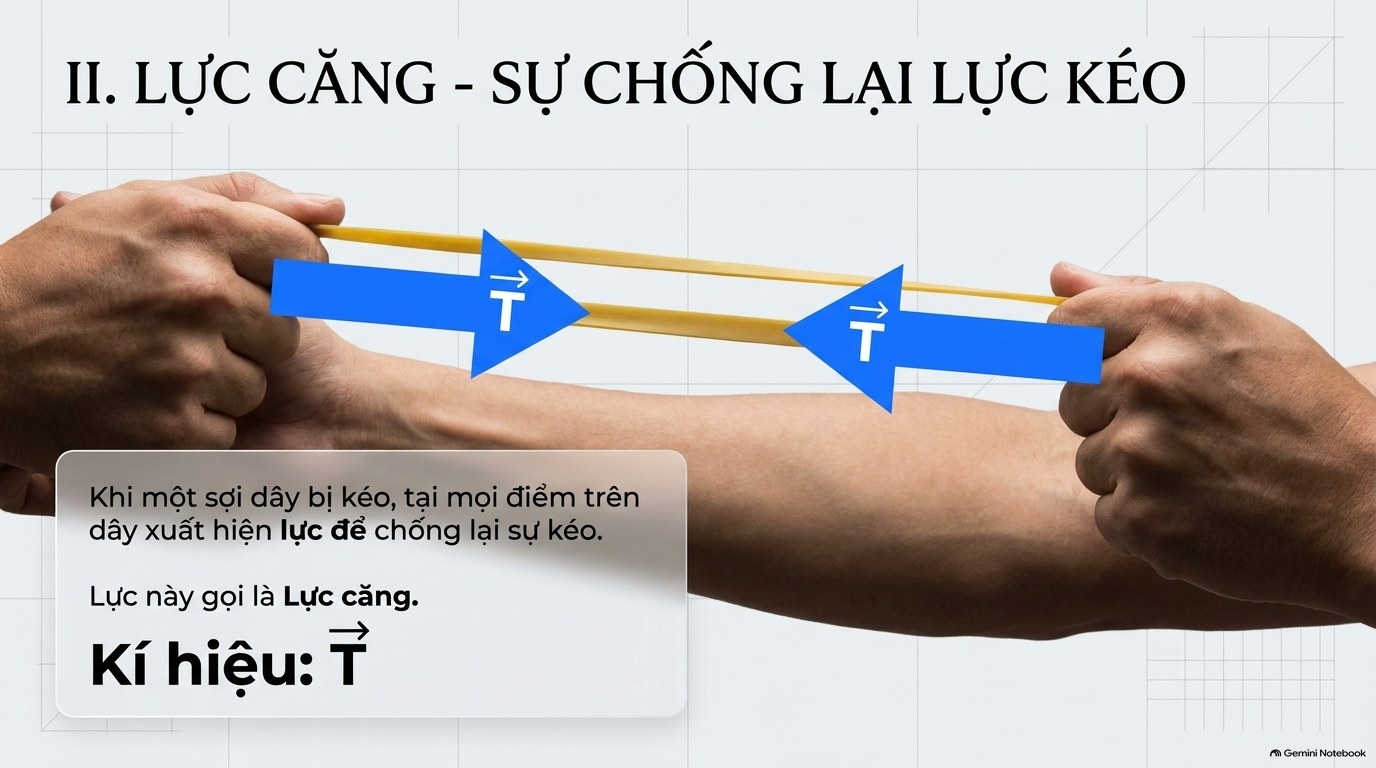 II. LỰC CĂNG - SỰ CHỐNG LẠI LỰC KÉO
T
T
Khi một sợi dây bị kéo, tại mọi điểm trên
dây xuất hiện lực để chống lại sự kéo.
Lực này gọi là Lực căng.
Kí hiệu: T
Gemini Notebook